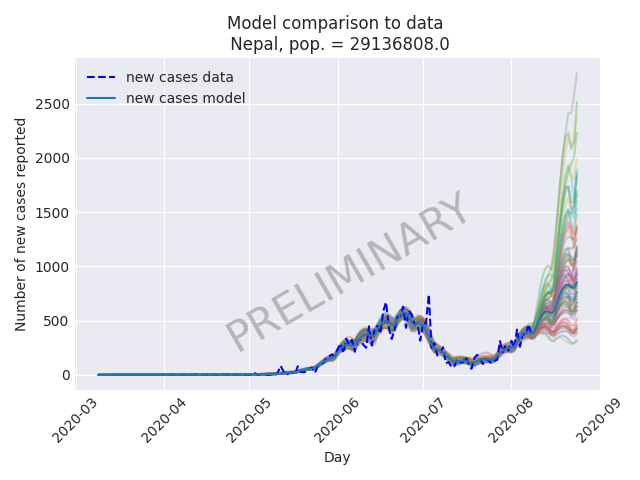 Model comparison to data
Nepal, pop. = 29136808.0
new cases data
new cases model
PRELIMINARY
Number of new cases reported
2500
2000
1500
1000
500
0
2020-03
2020-04
2020-05
2020-06
2020-07
2020-08
2020-09
Day